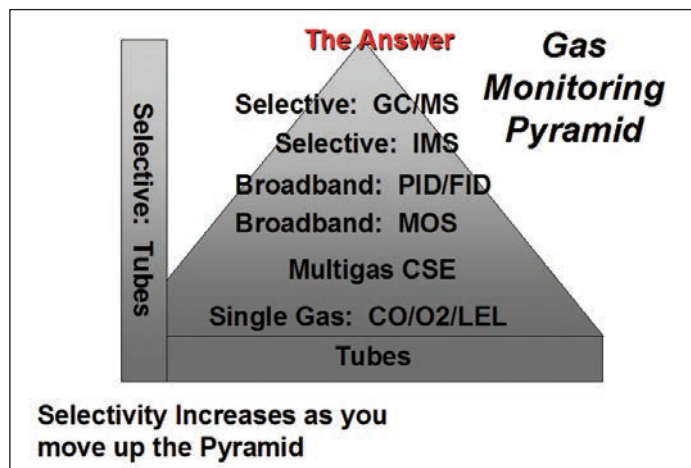 The Answer
Gas
Monitoring
Pyramid
Selective: GC/MS
Selective: IMS
Broadband: PID/FID
Broadband: MOS
Multigas CSE
Single Gas: CO/O2/LEL
Tubes
Selective: Tubes
Selectivity Increases as you
move up the Pyramid